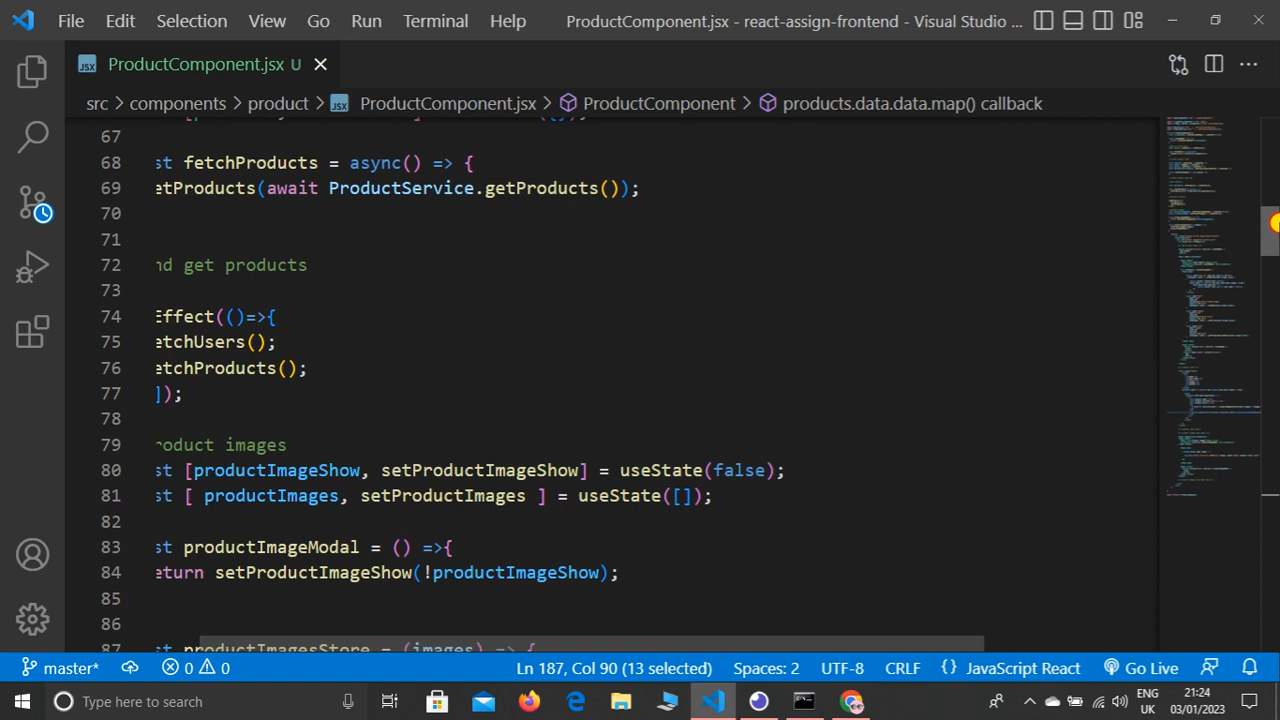 File Edit Selection View Go Run Terminal Help ProductComponent.jsx - react-assign-frontend - Visual Studio ...
JSX ProductComponent.jsx U
src > components > product > JSX ProductComponent.jsx > ProductComponent > products.data.data.map() callback
67
68 st fetchProducts = async() => {
69 etProducts(await ProductService.getProducts());
70
71
72 nd get products
73
74 Effect(()=>{
75 etchUsers();
76 etchProducts();
77 ]);
78
79 roduct images
80 st [productImageShow, setProductImageShow] = useState(false);
81 st [ productImages, setProductImages ] = useState([]);
82
83 st productImageModal = () =>{
84 eturn setProductImageShow(!productImageShow);
85
86
87 st productImagesStore = (images) => {
master* 0 0 Ln 187, Col 90 (13 selected) Spaces: 2 UTF-8 CRLF {} JavaScript React Go Live
Type here to search ENG UK 21:24 03/01/2023